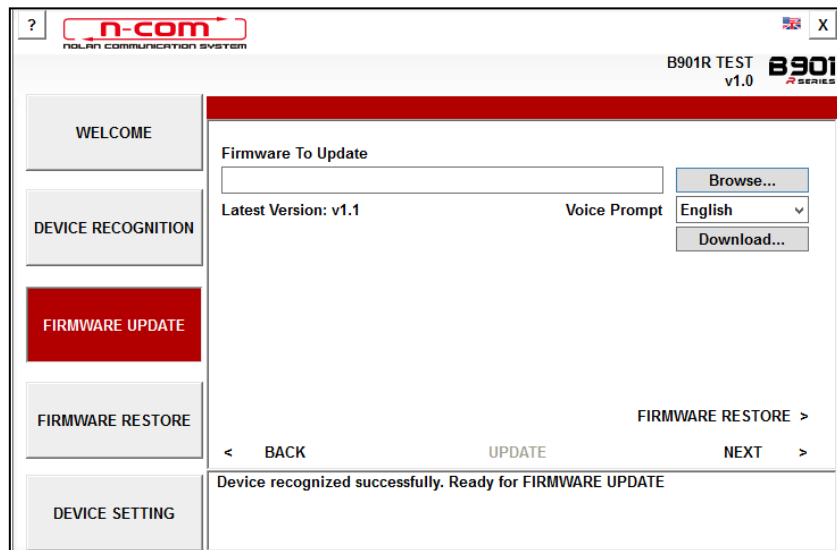 ?
n-com
NOLAN COMMUNICATION SYSTEM
X
B901R TEST
v1.0
B901
R SERIES
WELCOME
DEVICE RECOGNITION
FIRMWARE UPDATE
FIRMWARE RESTORE
DEVICE SETTING
Firmware To Update
Browse...
Latest Version: v1.1
Voice Prompt
English
Download...
FIRMWARE RESTORE >
< BACK
UPDATE
NEXT >
Device recognized successfully. Ready for FIRMWARE UPDATE